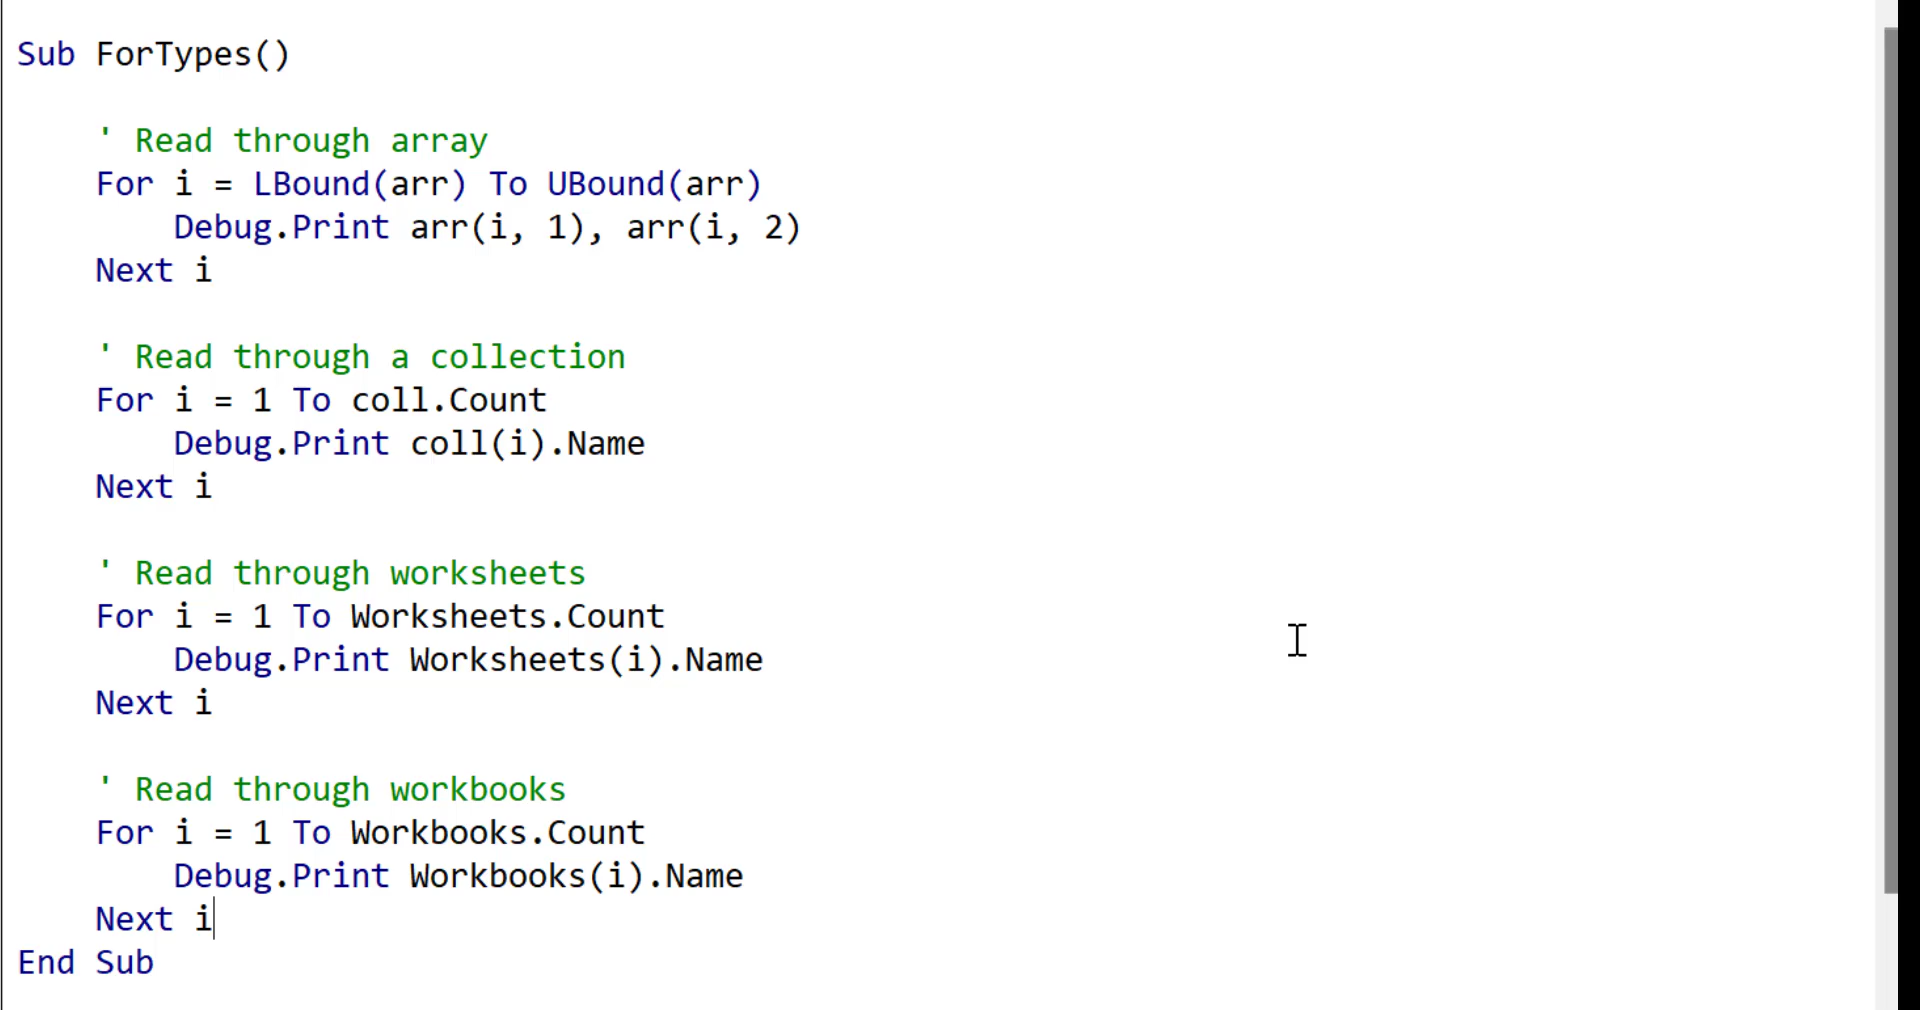 Sub ForTypes()
' Read through array
For i = LBound(arr) To UBound(arr)
Debug.Print arr(i, 1), arr(i, 2)
Next i
' Read through a collection
For i = 1 To coll.Count
Debug.Print coll(i).Name
Next i
' Read through worksheets
For i = 1 To Worksheets.Count
Debug.Print Worksheets(i).Name
Next i
' Read through workbooks
For i = 1 To Workbooks.Count
Debug.Print Workbooks(i).Name
Next i
End Sub